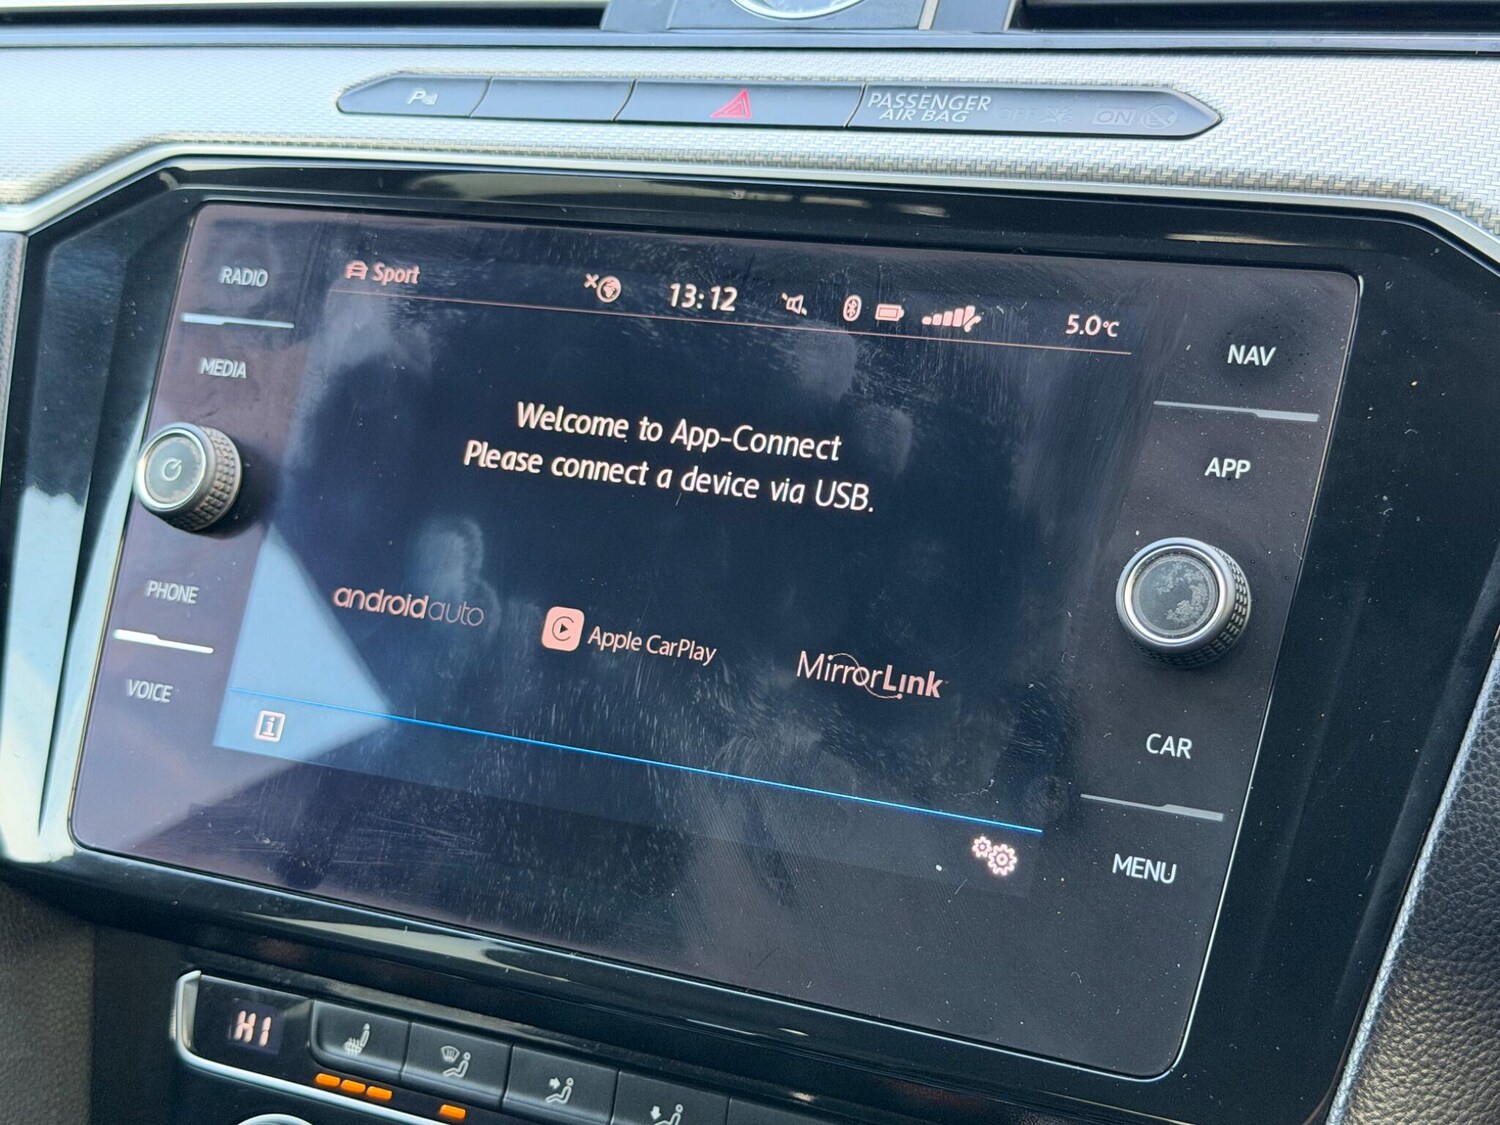 P
PASSENGER
AIR BAG
OFF
ON
RADIO
Sport
13:12
5.0°C
NAV
MEDIA
Welcome to App-Connect
Please connect a device via USB.
APP
PHONE
androidauto
Apple CarPlay
MirrorLink
VOICE
i
CAR
MENU
HI